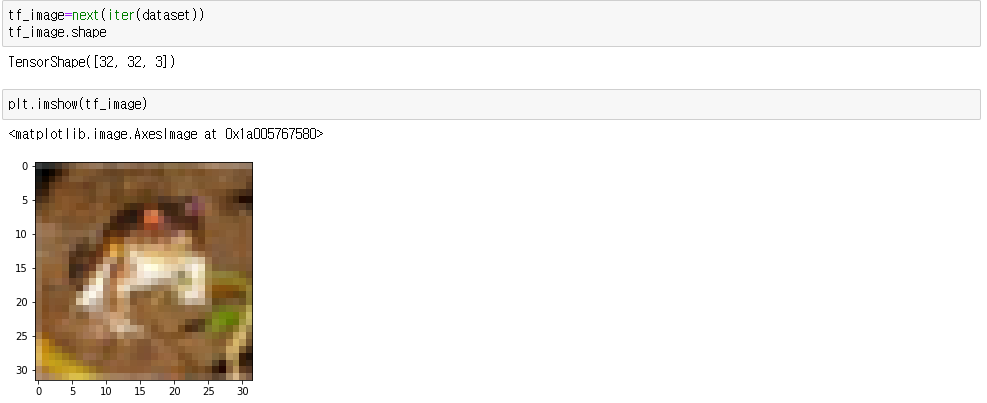 tf_image=next(iter(dataset))
tf_image.shape
TensorShape([32, 32, 3])
plt.imshow(tf_image)
<matplotlib.image.AxesImage at 0x1a005767580>
0
5
10
15
20
25
30
0 5 10 15 20 25 30